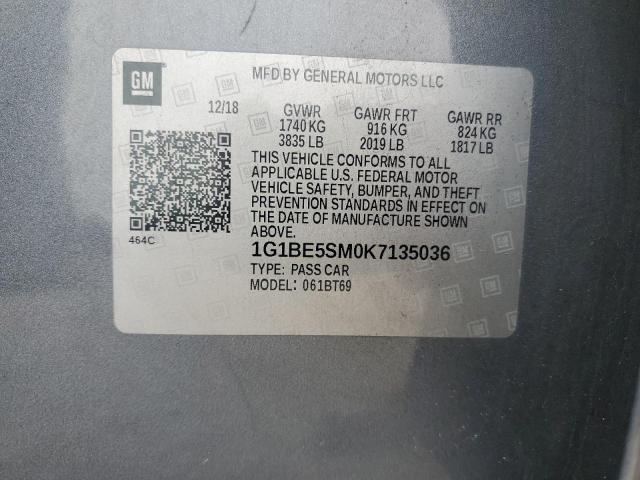 GM
MFD BY GENERAL MOTORS LLC
12/18
GVWR GAWR FRT GAWR RR
1740 KG 916 KG 824 KG
3835 LB 2019 LB 1817 LB
THIS VEHICLE CONFORMS TO ALL
APPLICABLE U.S. FEDERAL MOTOR
VEHICLE SAFETY, BUMPER, AND THEFT
PREVENTION STANDARDS IN EFFECT ON
THE DATE OF MANUFACTURE SHOWN
ABOVE.
464C
1G1BE5SM0K7135036
TYPE: PASS CAR
MODEL: 061BT69